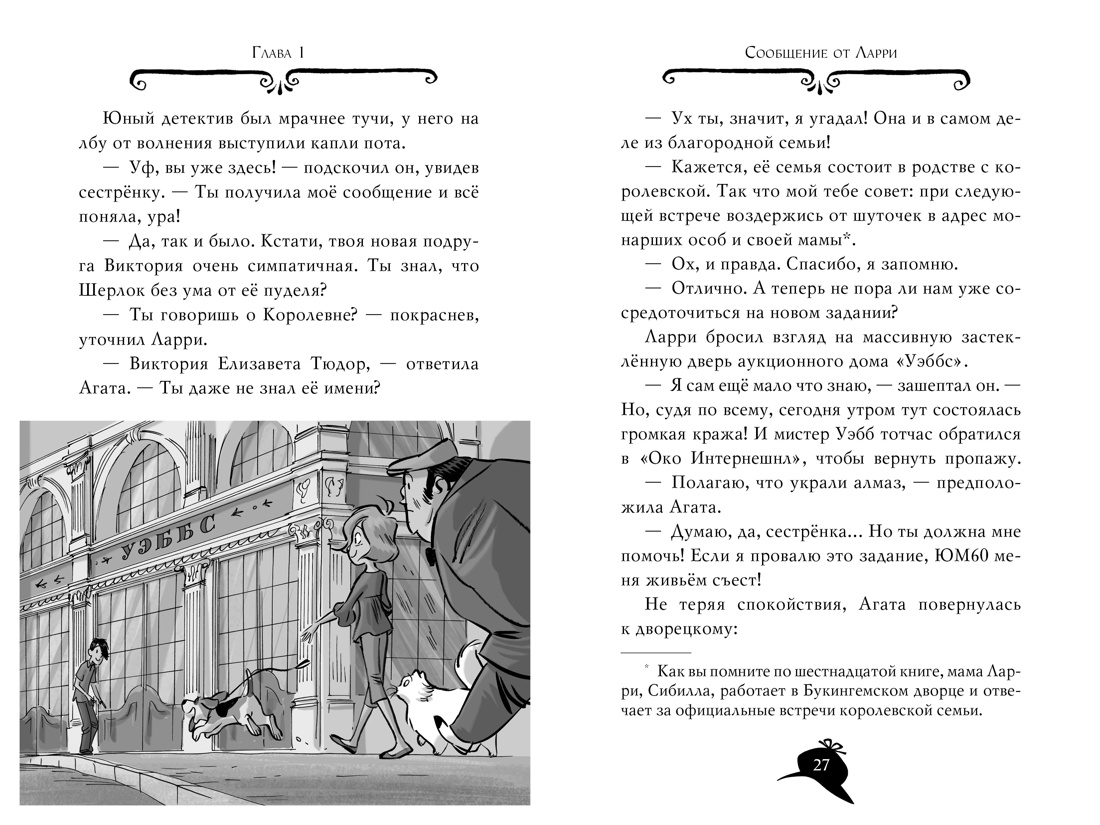 Глава 1
Юный детектив был мрачнее тучи, у него на
лбу от волнения выступили капли пота.
— Уф, вы уже здесь! — подскочил он, увидев
сестрёнку. — Ты получила моё сообщение и всё
поняла, ура!
— Да, так и было. Кстати, твоя новая подру-
га Виктория очень симпатичная. Ты знал, что
Шерлок без ума от её пуделя?
— Ты говоришь о Королевне? — покраснев,
уточнил Ларри.
— Виктория Елизавета Тюдор, — ответила
Агата. — Ты даже не знал её имени?
УЭББС
Сообщение от Ларри
— Ух ты, значит, я угадал! Она и в самом де-
ле из благородной семьи!
— Кажется, её семья состоит в родстве с ко-
ролевской. Так что мой тебе совет: при следую-
щей встрече воздержись от шуточек в адрес мо-
нарших особ и своей мамы*.
— Ох, и правда. Спасибо, я запомню.
— Отлично. А теперь не пора ли нам уже со-
средоточиться на новом задании?
Ларри бросил взгляд на массивную застек-
лённую дверь аукционного дома «Уэббс».
— Я сам ещё мало что знаю, — зашептал он. —
Но, судя по всему, сегодня утром тут состоялась
громкая кража! И мистер Уэбб тотчас обратился
в «Око Интернешнл», чтобы вернуть пропажу.
— Полагаю, что украли алмаз, — предполо-
жила Агата.
— Думаю, да, сестрёнка... Но ты должна мне
помочь! Если я провалю это задание, ЮМ60 ме-
ня живьём съест!
Не теряя спокойствия, Агата повернулась
к дворецкому:
* Как вы помните по шестнадцатой книге, мама Лар-
ри, Сибилла, работает в Букингемском дворце и отве-
чает за официальные встречи королевской семьи.
27